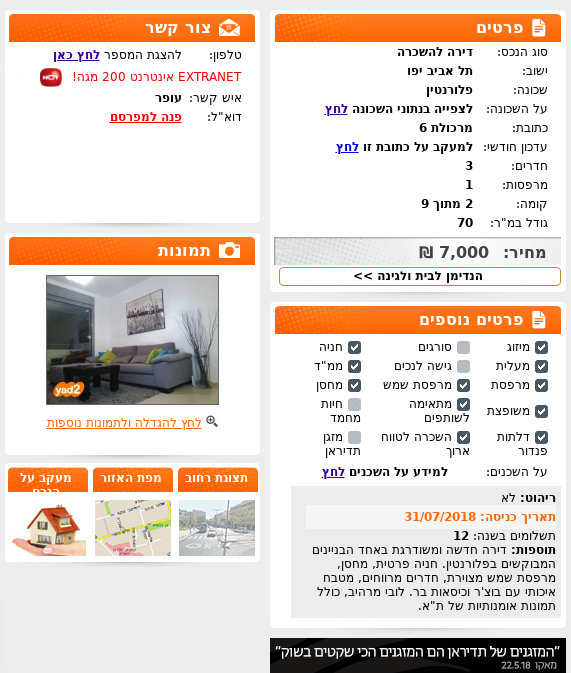 פרטים
סוג הנכס: דירה להשכרה
ישוב: תל אביב יפו
שכונה: פלורנטין
על השכונה: לצפייה בנתוני השכונה לחץ
כתובת: מרכולת 6
עדכון חודשי: למעקב על כתובת זו לחץ
חדרים: 3
מרפסות: 1
קומה: 2 מתוך 9
גודל במ"ר: 70
מחיר: 7,000 ₪
הנדימן לבית ולגינה >>
פרטים נוספים
מיזוג סורגים חניה
מעלית גישה לנכים ממ"ד
מרפסת מרפסת שמש מחסן
משופצת מתאימה לשותפים חיות מחמד
דלתות פנדור השכרה לטווח ארוך מזגן תדיראן
על השכנים: למידע על השכנים לחץ
ריהוט: לא
תאריך כניסה: 31/07/2018
תשלומים בשנה: 12
תוספות: דירה חדשה ומשודרגת באחד הבניינים
המבוקשים בפלורנטין. חניה פרטית, מחסן,
מרפסת שמש מצוירת, חדרים מרווחים, מטבח
איכותי עם בוצ'ר וכיסאות בר. לובי מרהיב, כולל
תמונות אומנותיות של ת"א.
"המזגנים של תדיראן הם המזגנים הכי שקטים בשוק"
מאקו 22.5.18
צור קשר
טלפון: להצגת המספר לחץ כאן
EXTRANET אינטרנט 200 מגה! HOT
איש קשר: עופר
דוא"ל: פנה למפרסם
תמונות
yad2
לחץ להגדלה ולתמונות נוספות
תצוגת רחוב
מפת האזור
מעקב על
הנכס